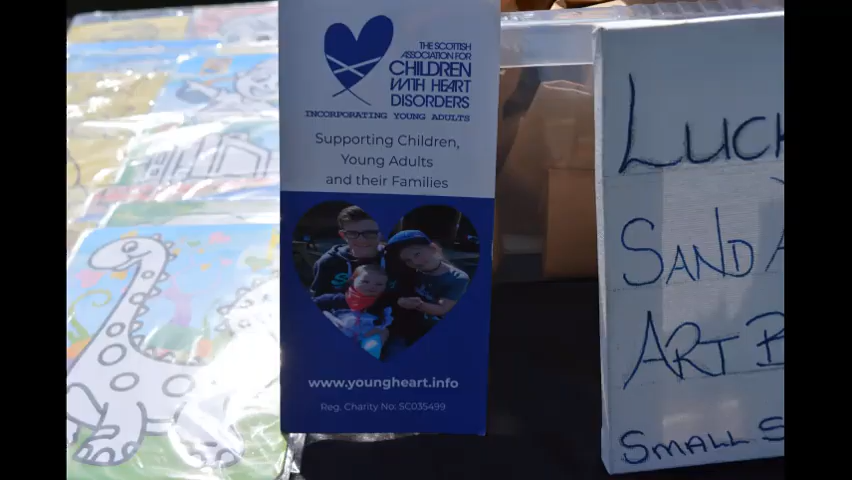 THE SCOTTISH
ASSOCIATION FOR
CHILDREN
WITH HEART
DISORDERS
INCORPORATING YOUNG ADULTS
Supporting Children,
Young Adults
and their Families
www.youngheart.info
Reg. Charity No: SC035499
SAND
ART
SMALL